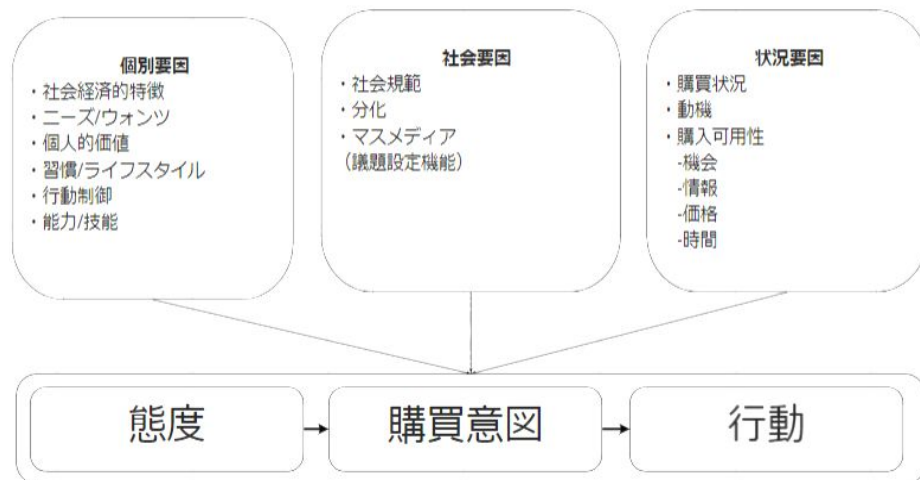 個別要因
・社会経済的特徴
・ニーズ/ウォンツ
・個人的価値
・習慣/ライフスタイル
・行動制御
・能力/技能
社会要因
・社会規範
・分化
・マスメディア
（議題設定機能）
状況要因
・購買状況
・動機
・購入可用性
-機会
-情報
-価格
-時間
態度
購買意図
行動